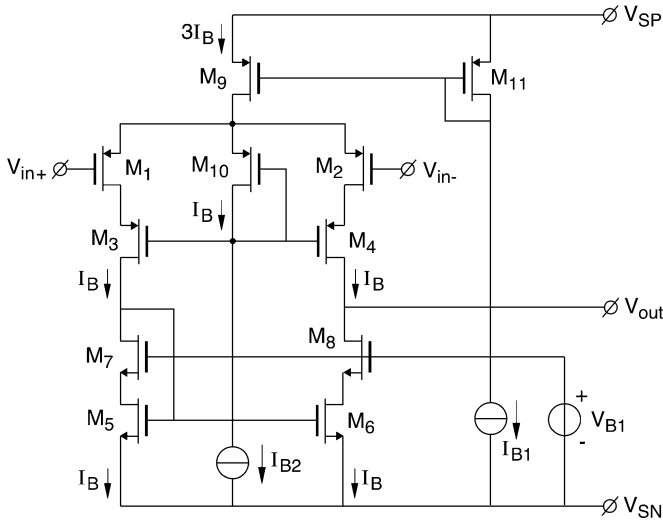 V_SP
3I_B
M_9
M_11
V_in+
M_1
M_10
M_2
V_in-
I_B
M_3
M_4
I_B
I_B
V_out
M_8
M_7
M_5
M_6
+
V_B1
-
I_B1
I_B2
I_B
I_B
V_SN